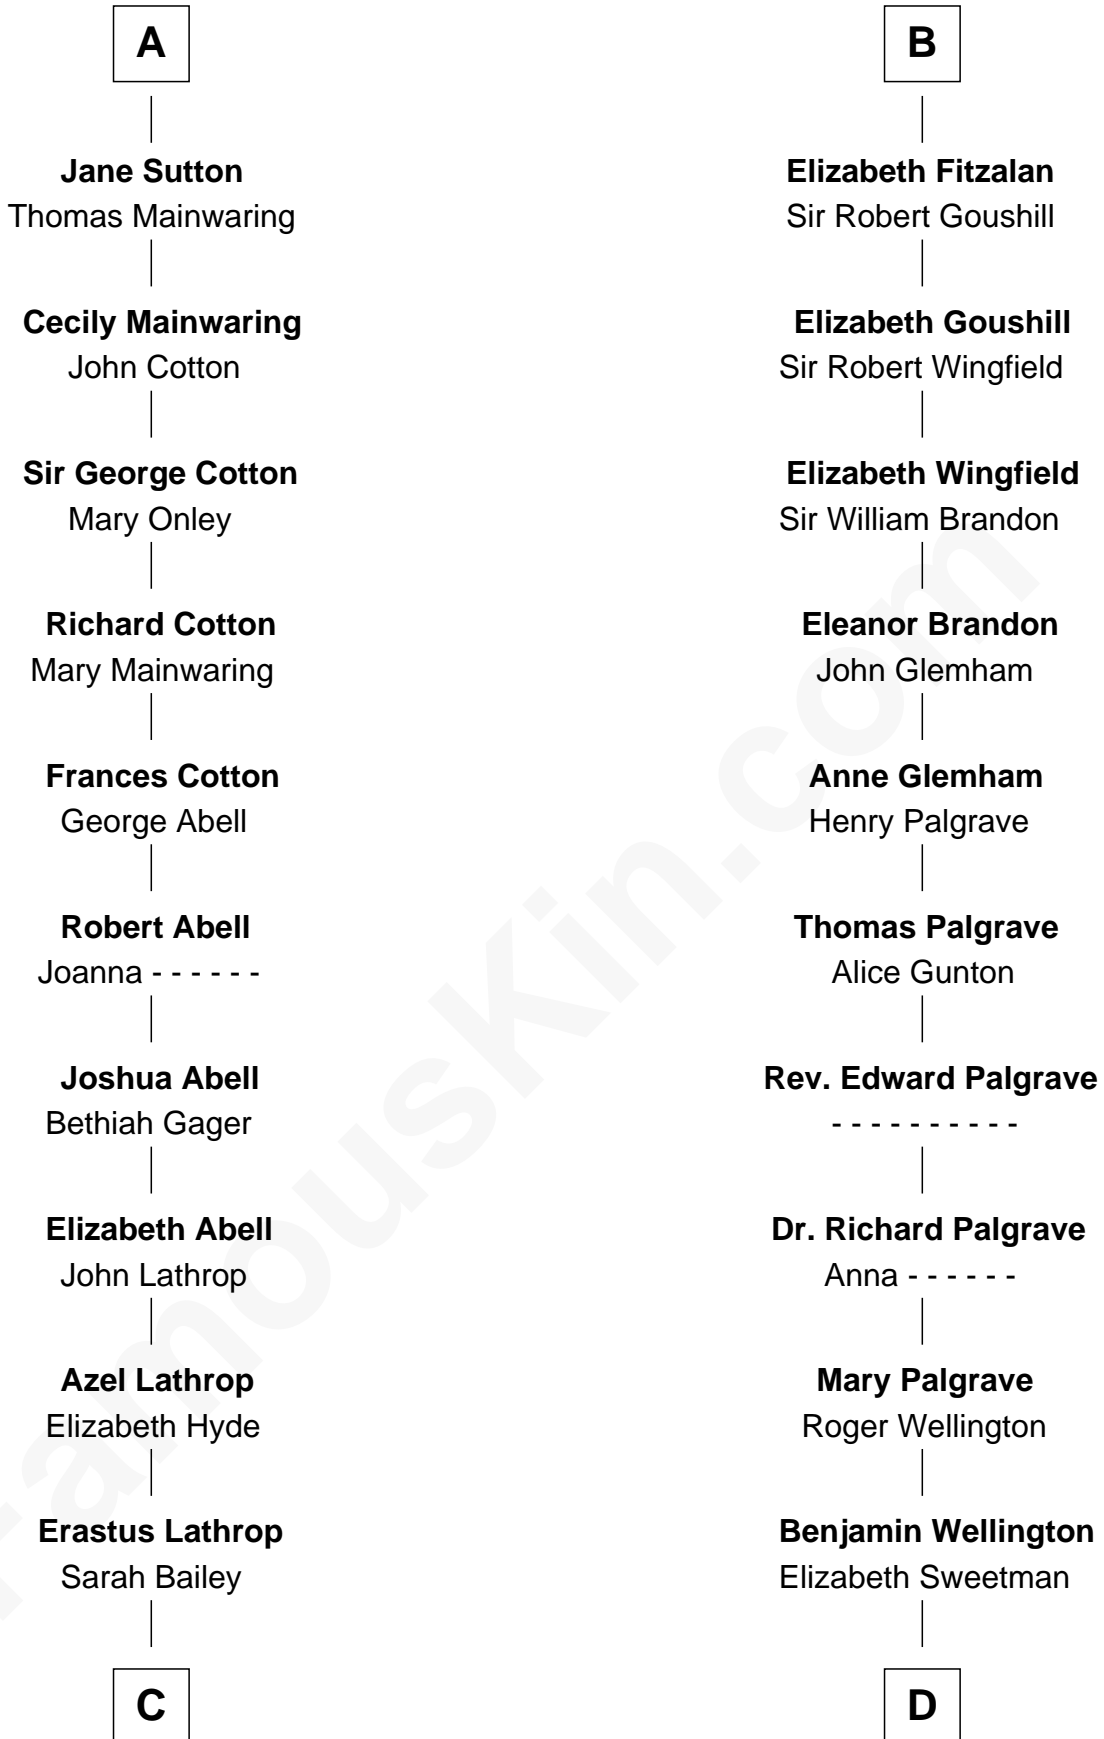 A
Jane Sutton
Thomas Mainwaring
Cecily Mainwaring
John Cotton
Sir George Cotton
Mary Onley
Richard Cotton
Mary Mainwaring
Frances Cotton
George Abell
Robert Abell
Joanna - - - - - -
Joshua Abell
Bethiah Gager
Elizabeth Abell
John Lathrop
Azel Lathrop
Elizabeth Hyde
Erastus Lathrop
Sarah Bailey
C
B
Elizabeth Fitzalan
Sir Robert Goushill
Elizabeth Goushill
Sir Robert Wingfield
Elizabeth Wingfield
Sir William Brandon
Eleanor Brandon
John Glemham
Anne Glemham
Henry Palgrave
Thomas Palgrave
Alice Gunton
Rev. Edward Palgrave
- - - - - - - - - -
Dr. Richard Palgrave
Anna - - - - - -
Mary Palgrave
Roger Wellington
Benjamin Wellington
Elizabeth Sweetman
D
FamousKin.com